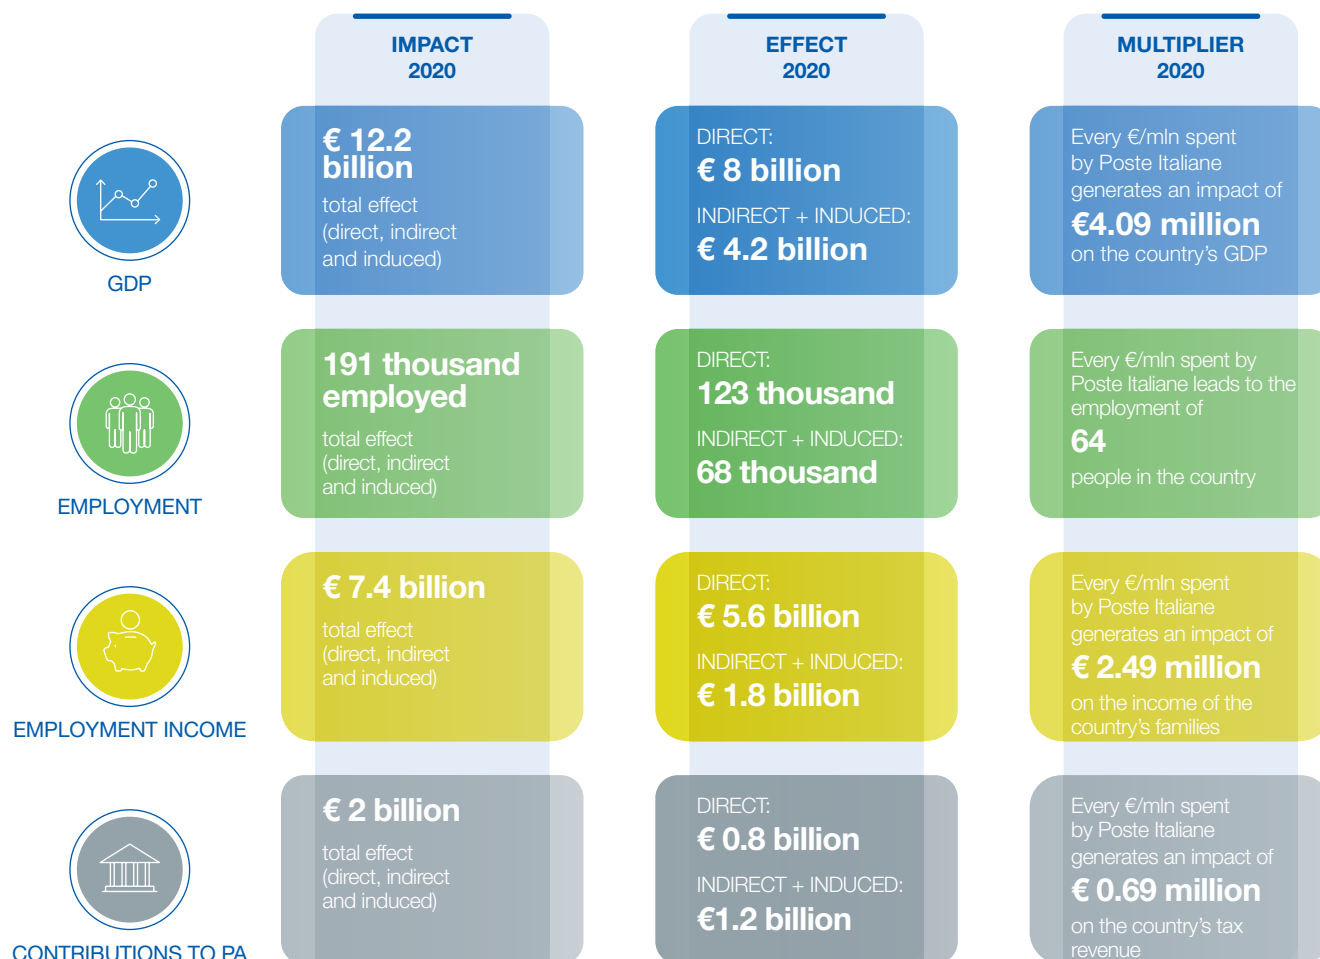 IMPACT
2020
EFFECT
2020
MULTIPLIER
2020
GDP
€ 12.2
billion
total effect
(direct, indirect
and induced)
DIRECT:
€ 8 billion
INDIRECT + INDUCED:
€ 4.2 billion
Every €/mln spent
by Poste Italiane
generates an impact of
€4.09 million
on the country's GDP
EMPLOYMENT
191 thousand
employed
total effect
(direct, indirect
and induced)
DIRECT:
123 thousand
INDIRECT + INDUCED:
68 thousand
Every €/mln spent by
Poste Italiane leads to the
employment of
64
people in the country
EMPLOYMENT INCOME
€ 7.4 billion
total effect
(direct, indirect
and induced)
DIRECT:
€ 5.6 billion
INDIRECT + INDUCED:
€ 1.8 billion
Every €/mln spent
by Poste Italiane
generates an impact of
€ 2.49 million
on the income of the
country's families
CONTRIBUTIONS TO PA
€ 2 billion
total effect
(direct, indirect
and induced)
DIRECT:
€ 0.8 billion
INDIRECT + INDUCED:
€1.2 billion
Every €/mln spent
by Poste Italiane
generates an impact of
€ 0.69 million
on the country's tax
revenue